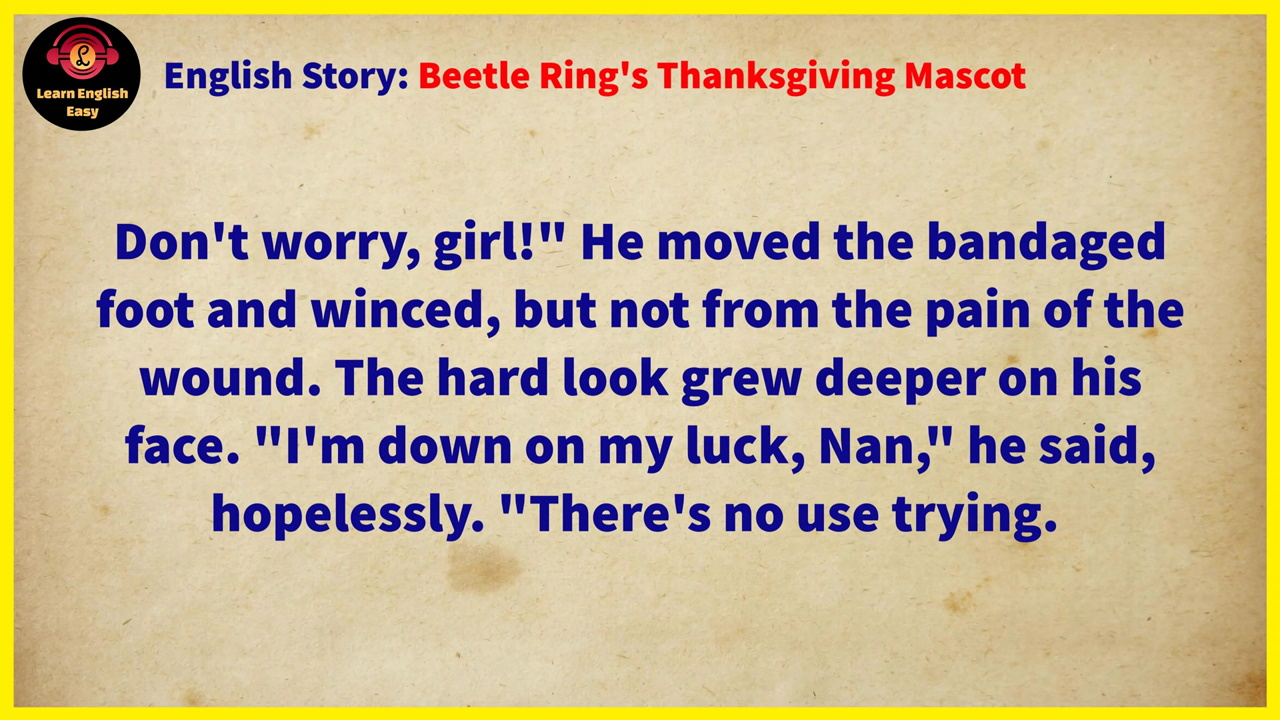 Learn English
Easy
English Story: Beetle Ring's Thanksgiving Mascot
Don't worry, girl!" He moved the bandaged
foot and winced, but not from the pain of the
wound. The hard look grew deeper on his
face. "I'm down on my luck, Nan," he said,
hopelessly. "There's no use trying.